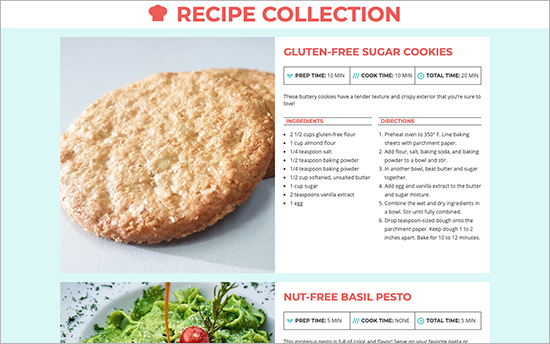 RECIPE COLLECTION
GLUTEN-FREE SUGAR COOKIES
PREP TIME: 10 MIN COOK TIME: 10 MIN TOTAL TIME: 20 MIN
These buttery cookies have a tender texture and crispy exterior that you're sure to
love!
INGREDIENTS
2 1/2 cups gluten-free flour
1 cup almond flour
1/4 teaspoon salt
1/2 teaspoon baking powder
1/4 teaspoon baking powder
1/2 cup softened, unsalted butter
1 cup sugar
2 teaspoons vanilla extract
1 egg
DIRECTIONS
1. Preheat oven to 350° F. Line baking
sheets with parchment paper.
2. Add flour, salt, baking soda, and baking
powder to a bowl and stir.
3. In another bowl, beat butter and sugar
together.
4. Add egg and vanilla extract to the butter
and sugar mixture.
5. Combine the wet and dry ingredients in
a bowl. Stir until fully combined.
6. Drop teaspoon-sized dough onto the
parchment paper. Keep dough 1 to 2
inches apart. Bake for 10 to 12 minutes.
NUT-FREE BASIL PESTO
PREP TIME: 5 MIN COOK TIME: NONE TOTAL TIME: 5 MIN
This gorgeous pesto is full of color and flavor! Serve on your favorite pasta or